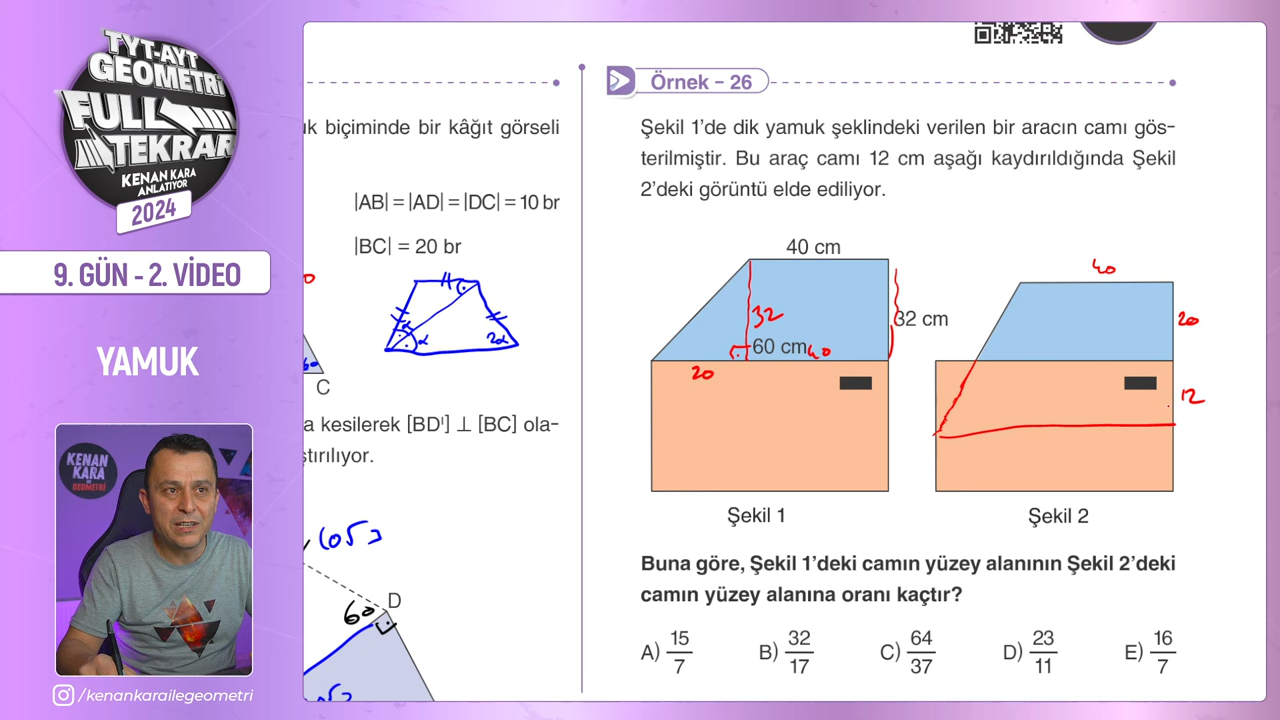 TYT-AYT
GEOMETRİ
FULL
TEKRAR
KENAN KARA
ANLATIYOR
2024
9. GÜN - 2. VİDEO
YAMUK
KENAN
KARA
GEOMETRİ
/kenankarailegeometri
k biçiminde bir kâğıt görseli
|AB| = |AD| = |DC| = 10 br
|BC| = 20 br
α
α
2α
C
a kesilerek [BD'] ⊥ [BC] ola-
ştırılıyor.
60
D
Örnek - 26
Şekil 1'de dik yamuk şeklindeki verilen bir aracın camı gös-
terilmiştir. Bu araç camı 12 cm aşağı kaydırıldığında Şekil
2'deki görüntü elde ediliyor.
40 cm
32
32 cm
60 cm
40
20
Şekil 1
40
20
12
Şekil 2
Buna göre, Şekil 1'deki camın yüzey alanının Şekil 2'deki
camın yüzey alanına oranı kaçtır?
A) 15/7 B) 32/17 C) 64/37 D) 23/11 E) 16/7